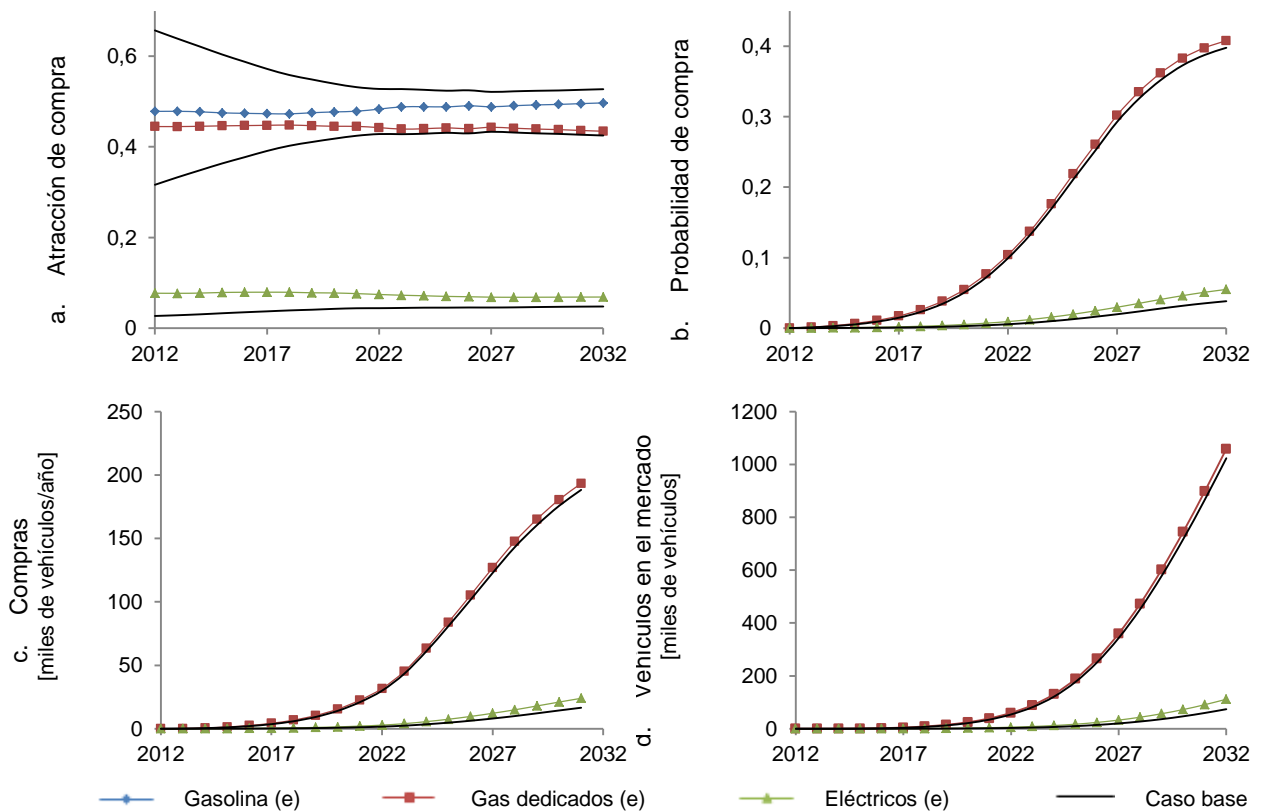 a. Atracción de compra
0,6
0,4
0,2
0
2012 2017 2022 2027 2032
b. Probabilidad de compra
0,4
0,3
0,2
0,1
0
2012 2017 2022 2027 2032
c. Compras
[miles de vehículos/año]
250
200
150
100
50
0
2012 2017 2022 2027 2032
d. vehículos en el mercado
[miles de vehículos]
1200
1000
800
600
400
200
0
2012 2017 2022 2027 2032
Gasolina (e) Gas dedicados (e) Eléctricos (e) Caso base